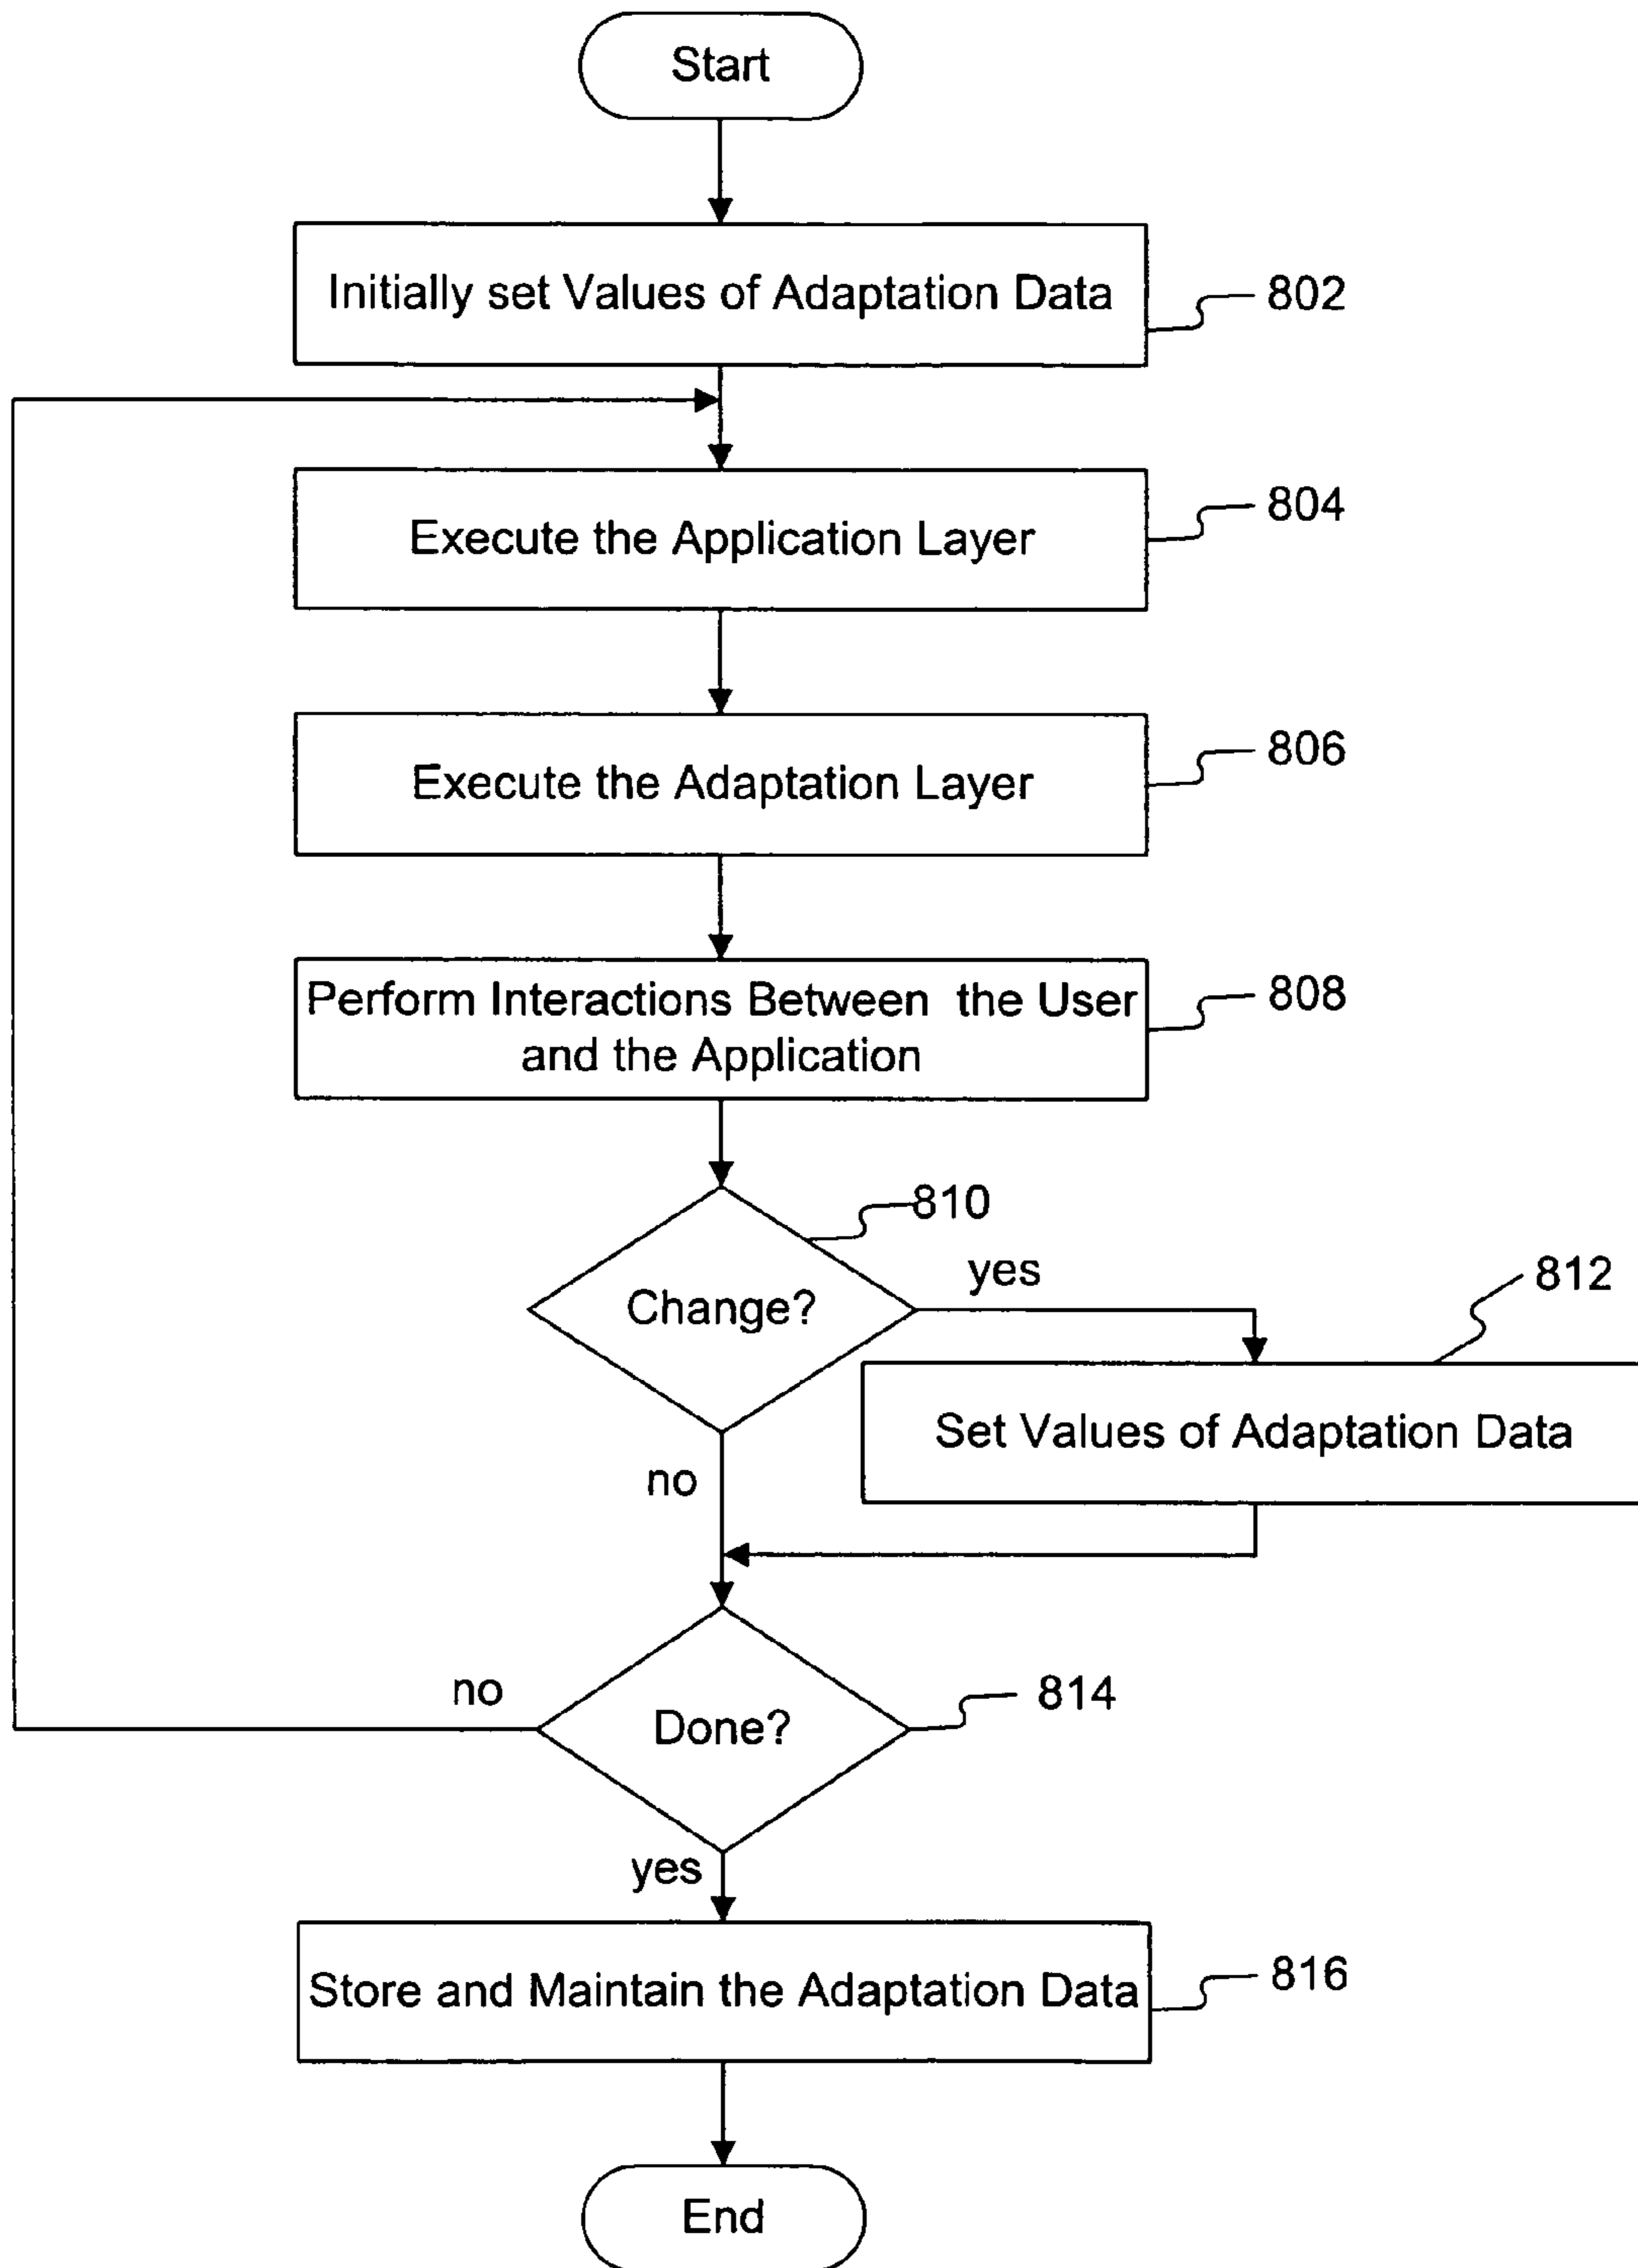 Start
Initially set Values of Adaptation Data
802
Execute the Application Layer
804
Execute the Adaptation Layer
806
Perform Interactions Between the User
and the Application
808
810
Change?
yes
812
Set Values of Adaptation Data
no
no
Done?
814
yes
Store and Maintain the Adaptation Data
816
End